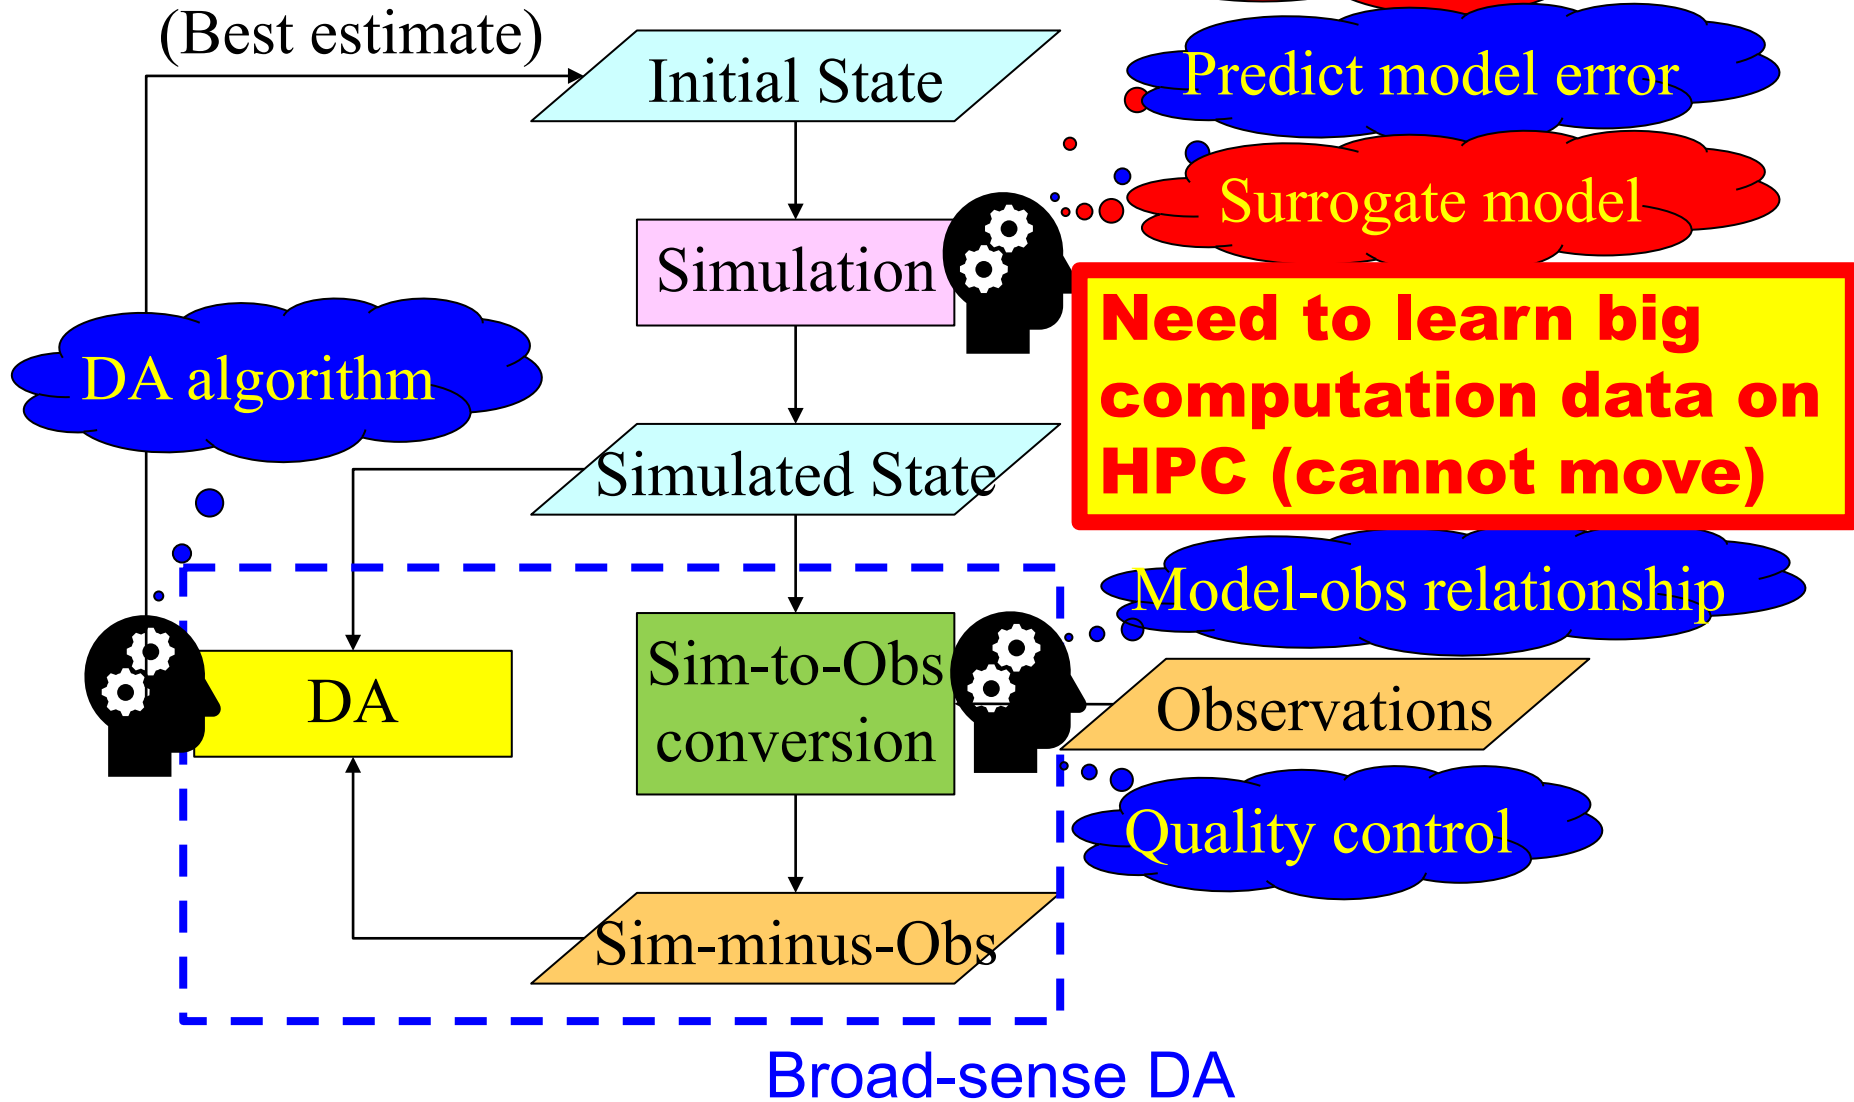 (Best estimate)
Initial State
Predict model error
Surrogate model
Simulation
Need to learn big
computation data on
HPC (cannot move)
DA algorithm
Simulated State
Model-obs relationship
Sim-to-Obs
conversion
DA
Observations
Quality control
Sim-minus-Obs
Broad-sense DA